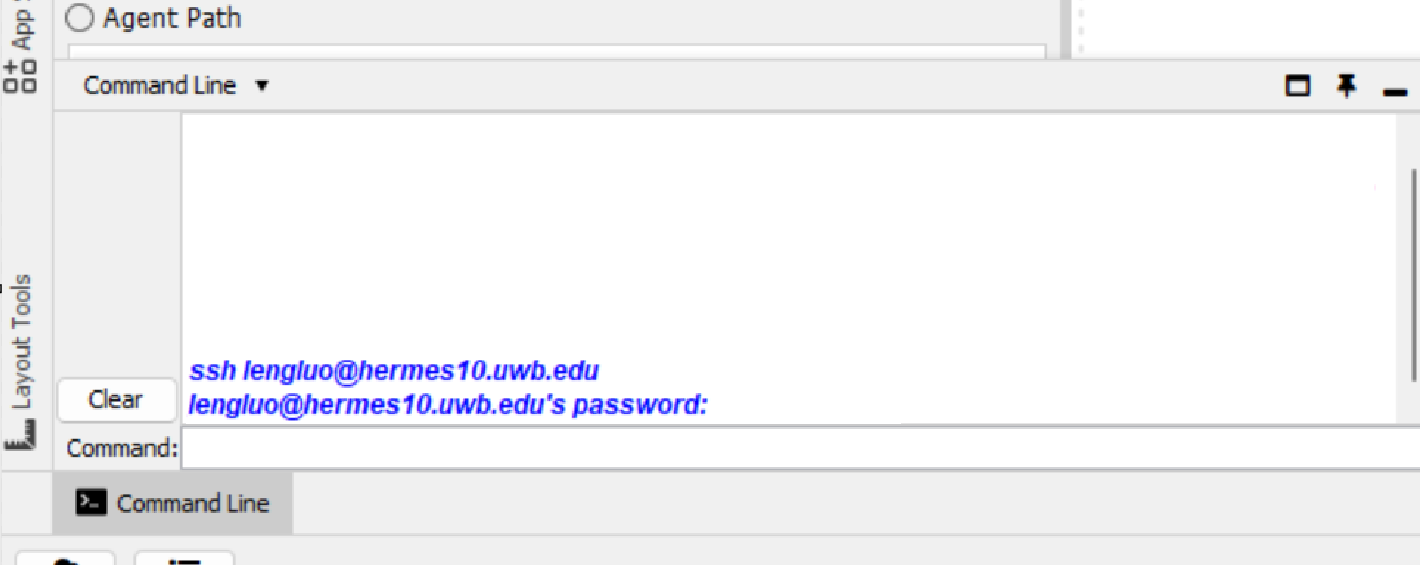 App
Agent Path
Command Line
ssh lengluo@hermes10.uwb.edu
lengluo@hermes10.uwb.edu's password:
Clear
Command:
Layout Tools
Command Line